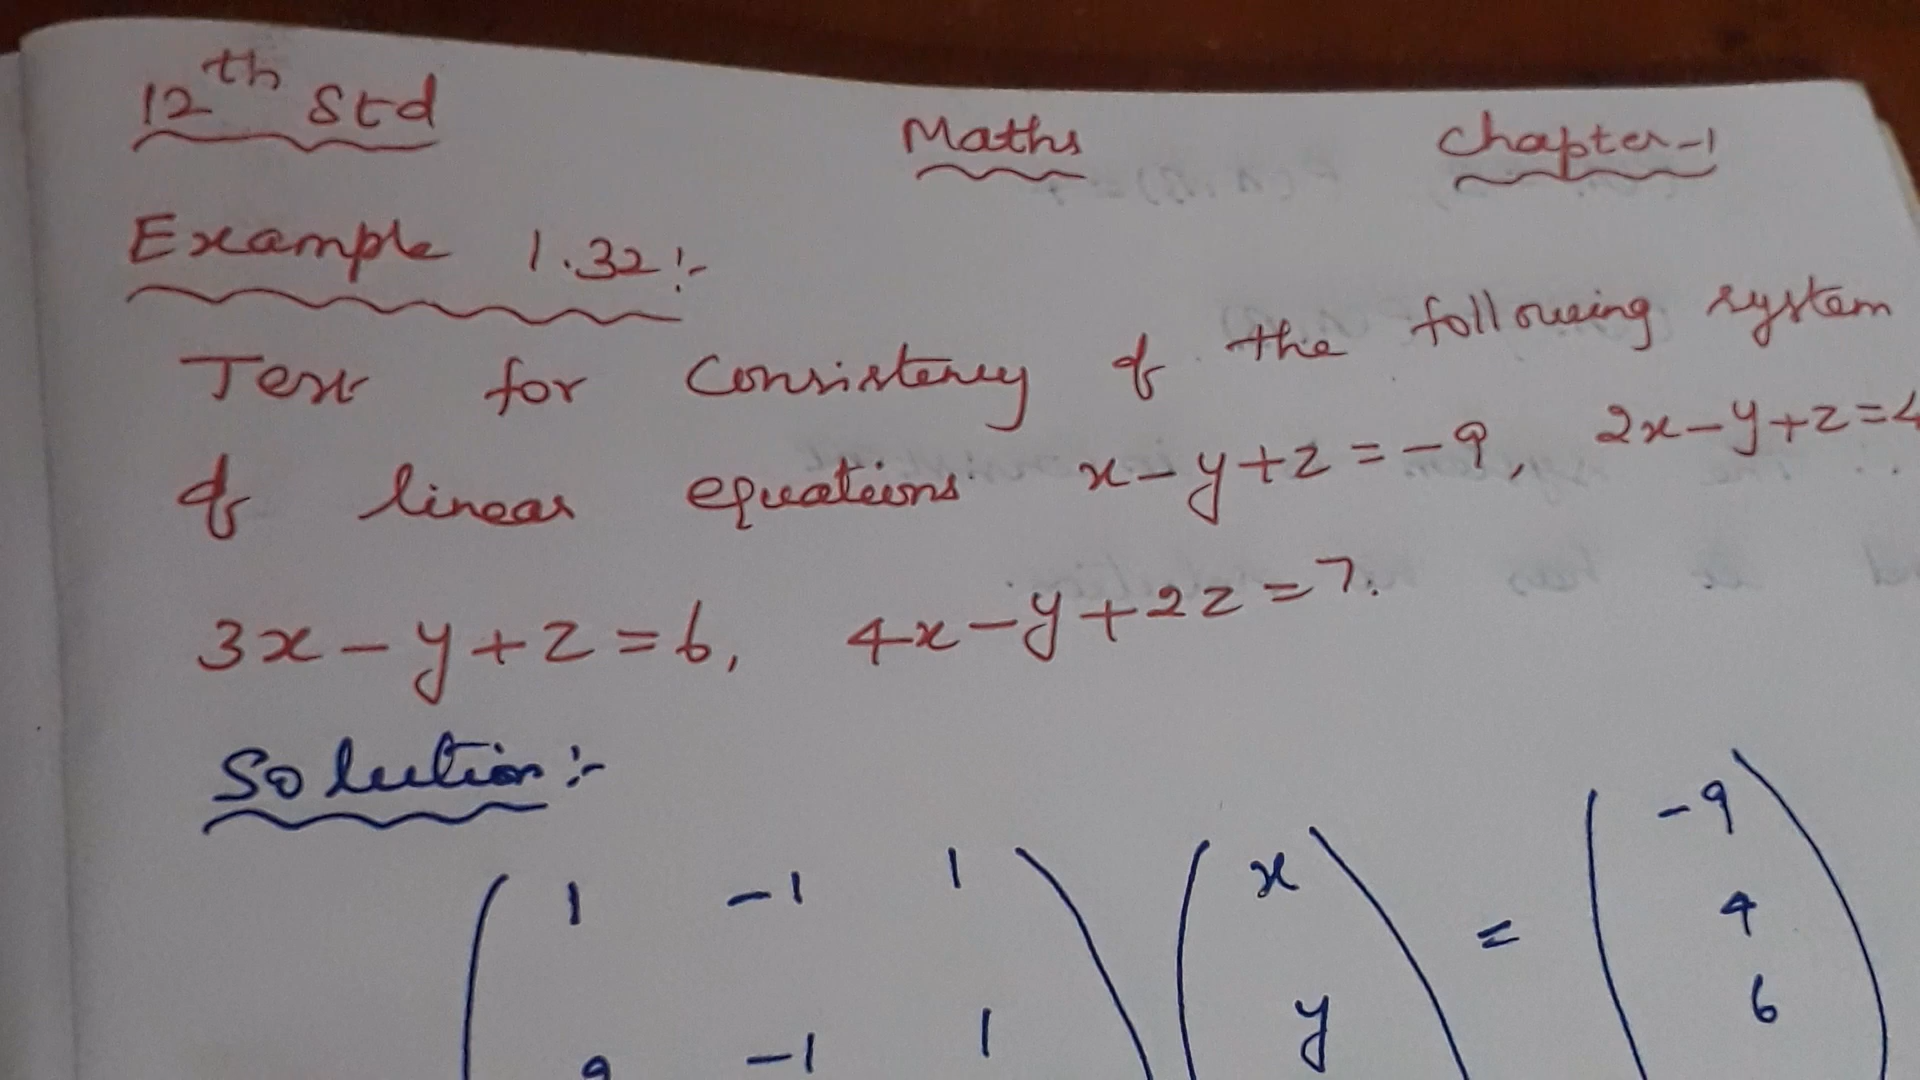 12th Std Maths Chapter-1
Example 1.32:-
Test for Consistency of the following system
of linear equations x-y+z=-9, 2x-y+z=4
3x-y+z=6, 4x-y+2z=7.
Solution:-
( 1 -1 1 ) ( x ) = ( -9
4
2 -1 1 y 6